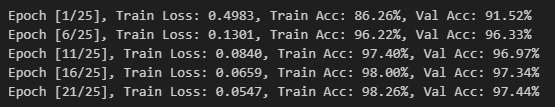 Epoch [1/25], Train Loss: 0.4983, Train Acc: 86.26%, Val Acc: 91.52%
Epoch [6/25], Train Loss: 0.1301, Train Acc: 96.22%, Val Acc: 96.33%
Epoch [11/25], Train Loss: 0.0840, Train Acc: 97.40%, Val Acc: 96.97%
Epoch [16/25], Train Loss: 0.0659, Train Acc: 98.00%, Val Acc: 97.34%
Epoch [21/25], Train Loss: 0.0547, Train Acc: 98.26%, Val Acc: 97.44%